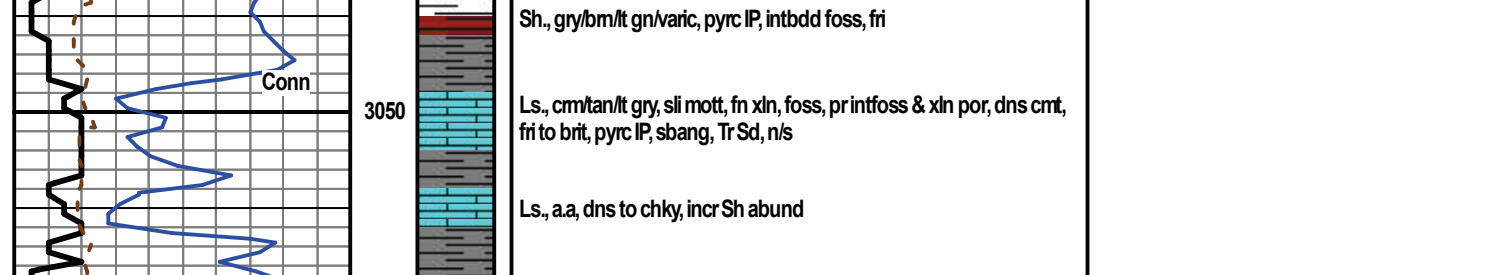 Sh., gry/brn/lt gn/varic, pyrc IP, intbdd foss, fri
Conn
3050
Ls., crm/tan/lt gry, sli mott, fn xln, foss, pr intfoss & xln por, dns cmt,
fri to brit, pyrc IP, sbang, Tr Sd, n/s
Ls., a.a, dns to chky, incr Sh abund